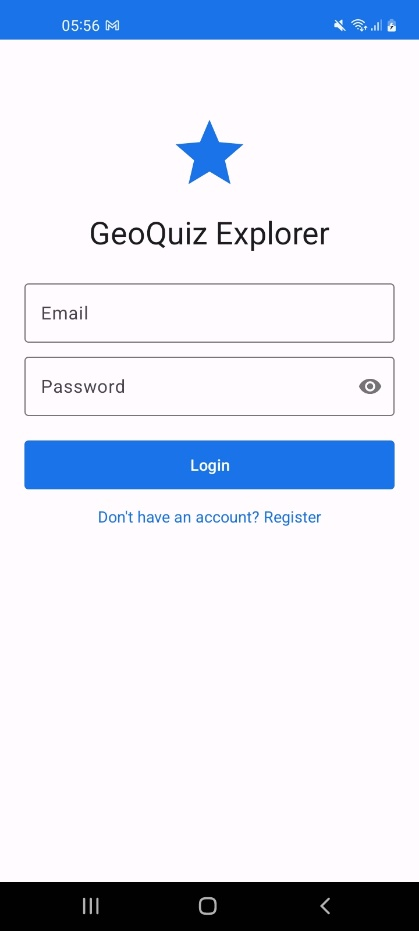 05:56
GeoQuiz Explorer
Email
Password
Login
Don't have an account? Register